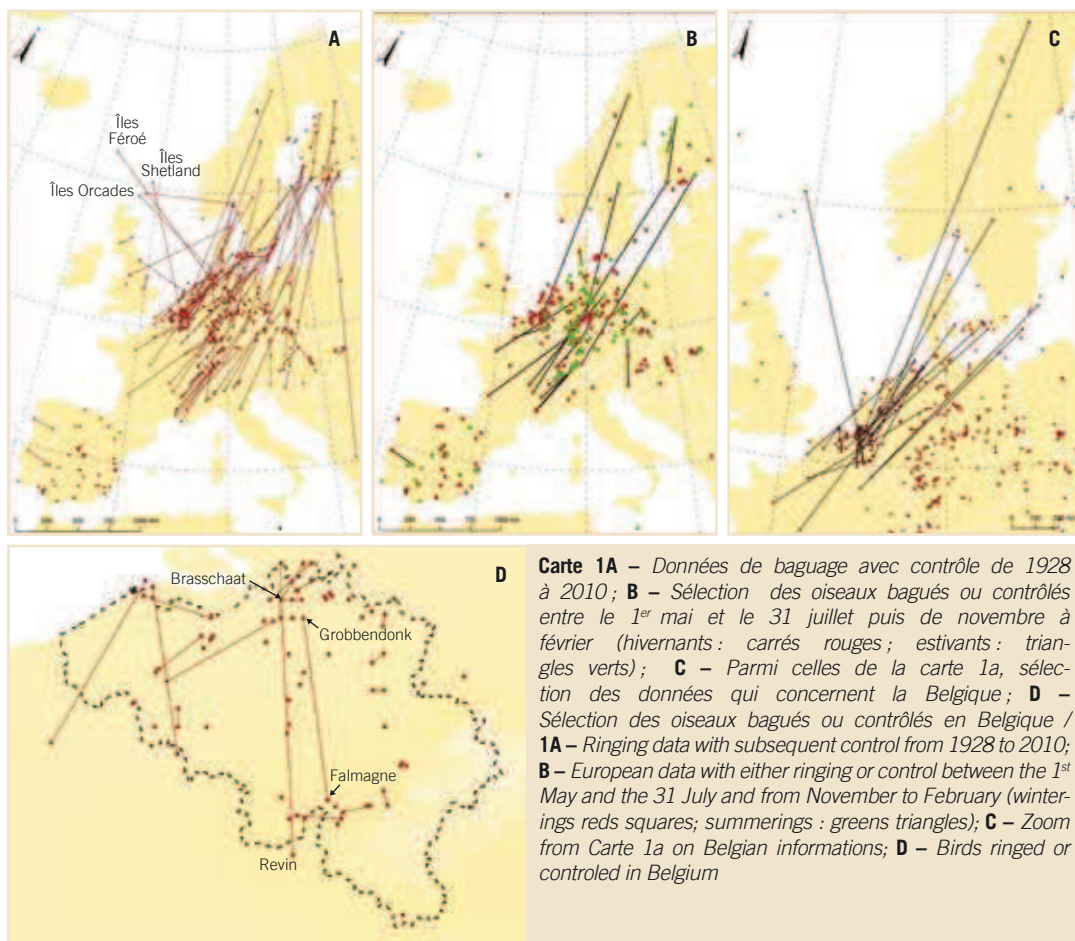 A
B
C
Îles
Féroé
Îles
Shetland
Îles Orcades
D
Brasschaat
Grobbendonk
Falmagne
Revin
Carte 1A – Données de baguage avec contrôle de 1928
à 2010 ; B – Sélection des oiseaux bagués ou contrôlés
entre le 1er mai et le 31 juillet puis de novembre à
février (hivernants : carrés rouges ; estivants : trian-
gles verts) ; C – Parmi celles de la carte 1a, sélec-
tion des données qui concernent la Belgique ; D –
Sélection des oiseaux bagués ou contrôlés en Belgique /
1A – Ringing data with subsequent control from 1928 to 2010;
B – European data with either ringing or control between the 1st
May and the 31 July and from November to February (winter-
ings reds squares; summerings : greens triangles); C – Zoom
from Carte 1a on Belgian informations; D – Birds ringed or
controled in Belgium